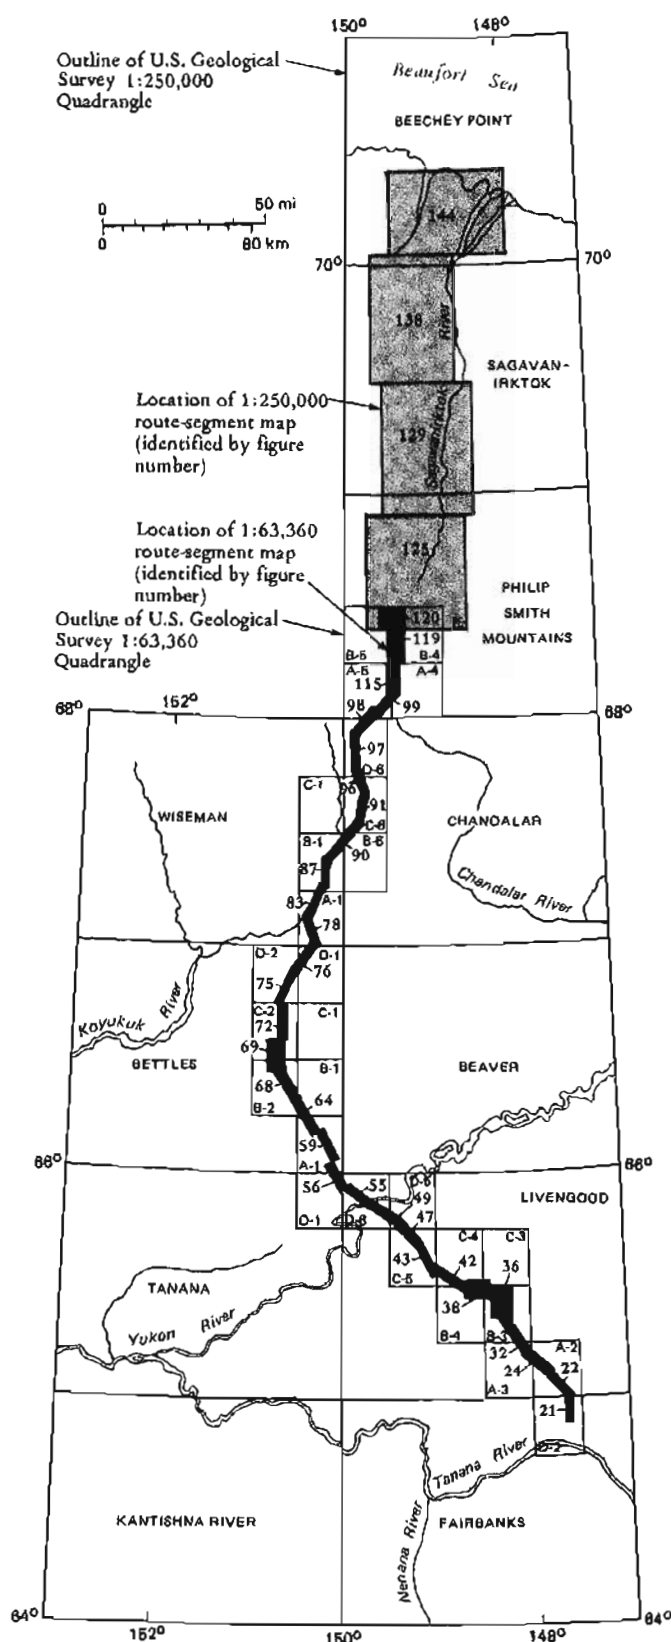 150°
148°
Outline of U.S. Geological
Survey 1:250,000
Quadrangle
Beaufort Sea
BEECHEY POINT
0
50 mi
0
80 km
144
70°
138
River
SAGAVAN-
IRKTOK
Location of 1:250,000
route-segment map
(identified by figure
number)
129
Sagavanirktok
Location of 1:63,360
route-segment map
(identified by figure
number)
125
PHILIP
SMITH
MOUNTAINS
120
119
Outline of U.S. Geological
Survey 1:63,360
Quadrangle
B-5
B-4
A-5
A-4
115
68°
152°
98
99
68°
97
D-6
C-1
96
91
WISEMAN
CHANDALAR
C-6
B-1
B-6
90
87
Chandalar River
83
A-1
78
D-2
D-1
76
75
Koyukuk River
C-2
C-1
72
69
BETTLES
B-1
BEAVER
68
64
B-2
59
66°
A-1
66°
56
55
D-6
49
LIVENGOOD
D-1
D-6
47
C-4
C-3
43
42
36
C-5
TANANA
38
Yukon River
B-4
B-3
32
A-2
24
22
A-3
21
D-2
Tanana River
KANTISHNA RIVER
Nenana River
FAIRBANKS
64°
64°
152°
150°
148°